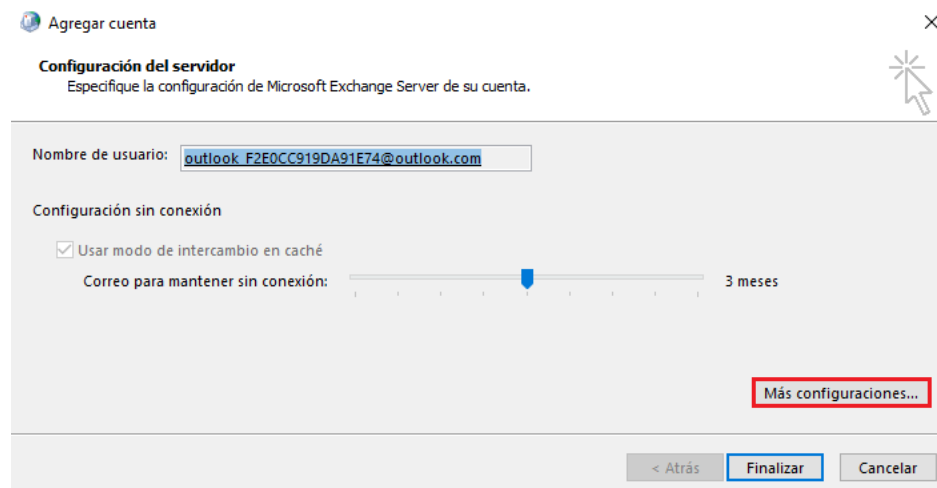 Agregar cuenta
Configuración del servidor
Especifique la configuración de Microsoft Exchange Server de su cuenta.
Nombre de usuario: outlook_F2E0CC919DA91E74@outlook.com
Configuración sin conexión
Usar modo de intercambio en caché
Correo para mantener sin conexión: 3 meses
Más configuraciones...
< Atrás Finalizar Cancelar